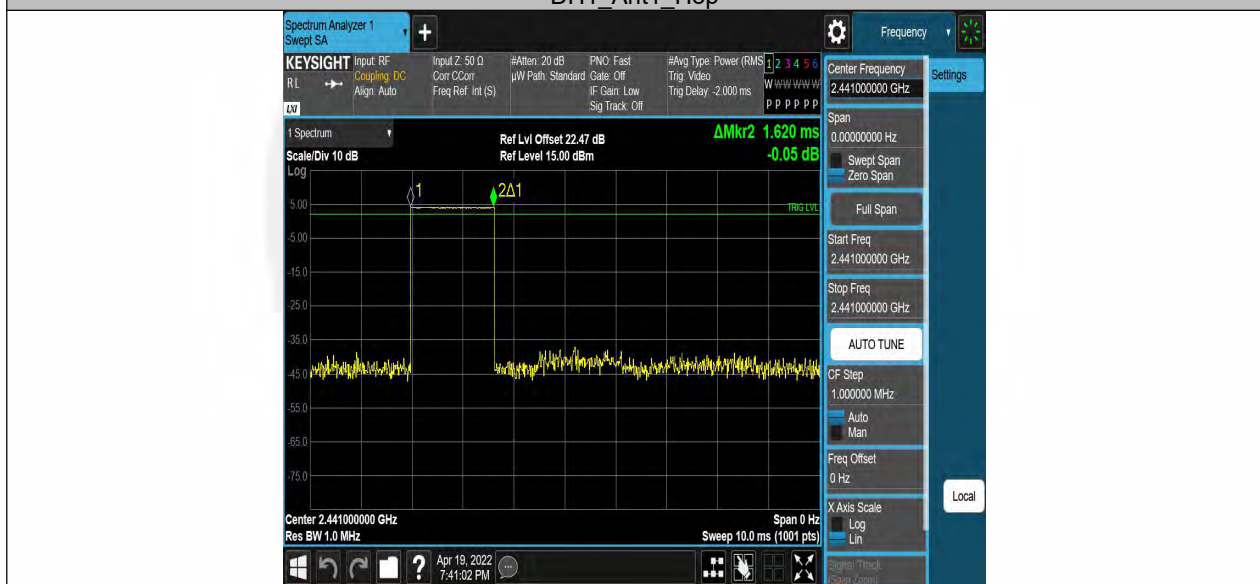 DH1_Ant1_Hop
Spectrum Analyzer 1
Swept SA
Frequency
KEYSIGHT
RL
LXI
Input: RF
Coupling: DC
Align: Auto
Input Z: 50 Ω
Corr CCorr
Freq Ref: Int (S)
#Atten: 20 dB
µW Path: Standard
PNO: Fast
Gate: Off
IF Gain: Low
Sig Track: Off
#Avg Type: Power (RMS
Trig: Video
Trig Delay: -2.000 ms
1 2 3 4 5 6
W W W W W W
P P P P P P
1 Spectrum
Scale/Div 10 dB
Log
Ref Lvl Offset 22.47 dB
Ref Level 15.00 dBm
ΔMkr2 1.620 ms
-0.05 dB
1
2Δ1
TRIG LVL
5.00
-5.00
-15.0
-25.0
-35.0
-45.0
-55.0
-65.0
-75.0
Center 2.441000000 GHz
Res BW 1.0 MHz
Span 0 Hz
Sweep 10.0 ms (1001 pts)
Apr 19, 2022
7:41:02 PM
Center Frequency
2.441000000 GHz
Settings
Span
0.00000000 Hz
Swept Span
Zero Span
Full Span
Start Freq
2.441000000 GHz
Stop Freq
2.441000000 GHz
AUTO TUNE
CF Step
1.000000 MHz
Auto
Man
Freq Offset
0 Hz
X Axis Scale
Log
Lin
Local
Signal Track
(Span Zoom)